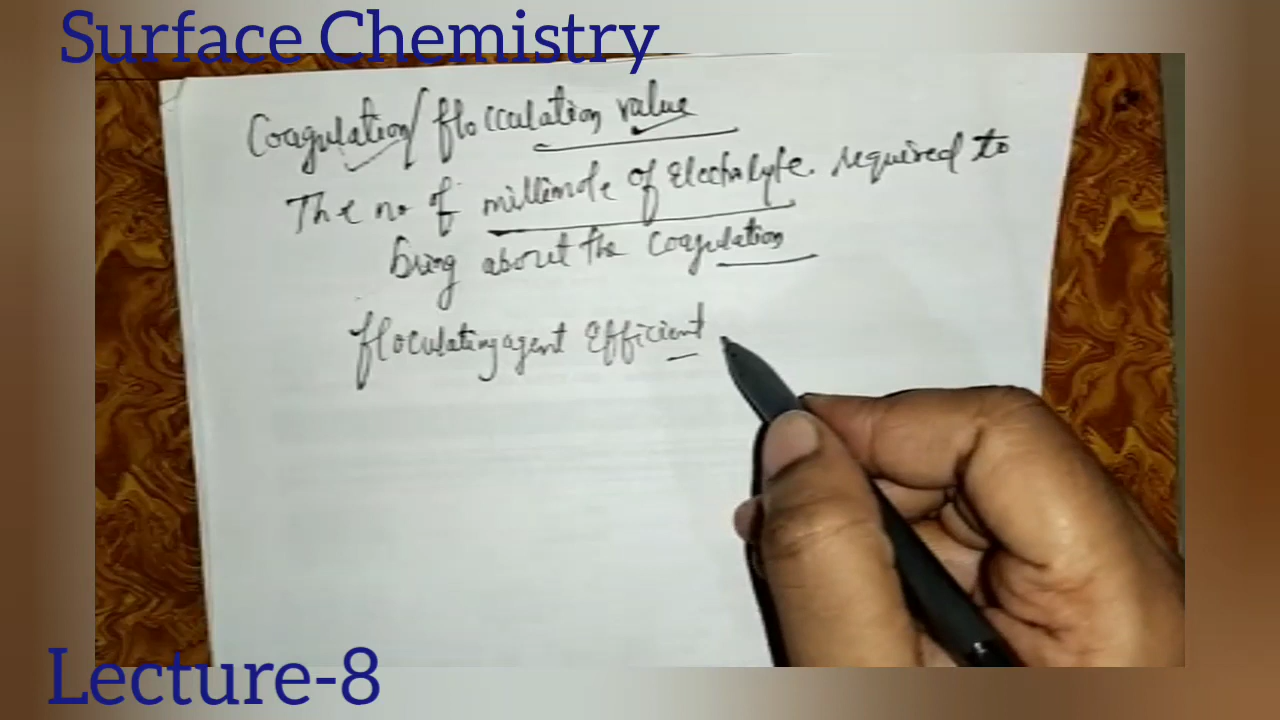 Surface Chemistry
Coagulation/flocculation value
The no of millimole of Electrolyte. required to
bring about the coagulation
floculating agent Efficient
Lecture-8